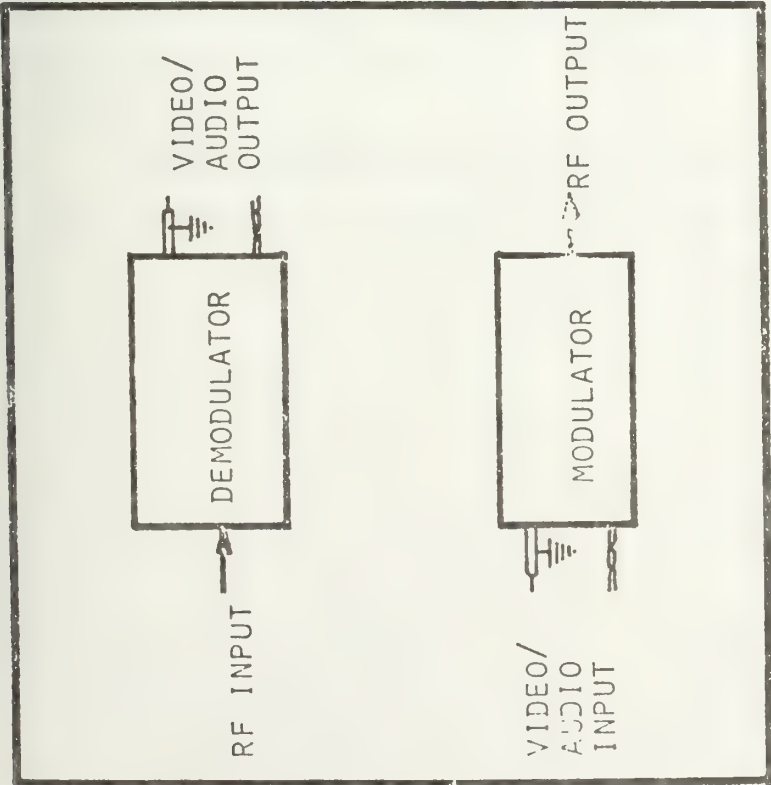 RF INPUT
DEMODULATOR
VIDEO/
AUDIO
OUTPUT
VIDEO/
AUDIO
INPUT
MODULATOR
RF OUTPUT